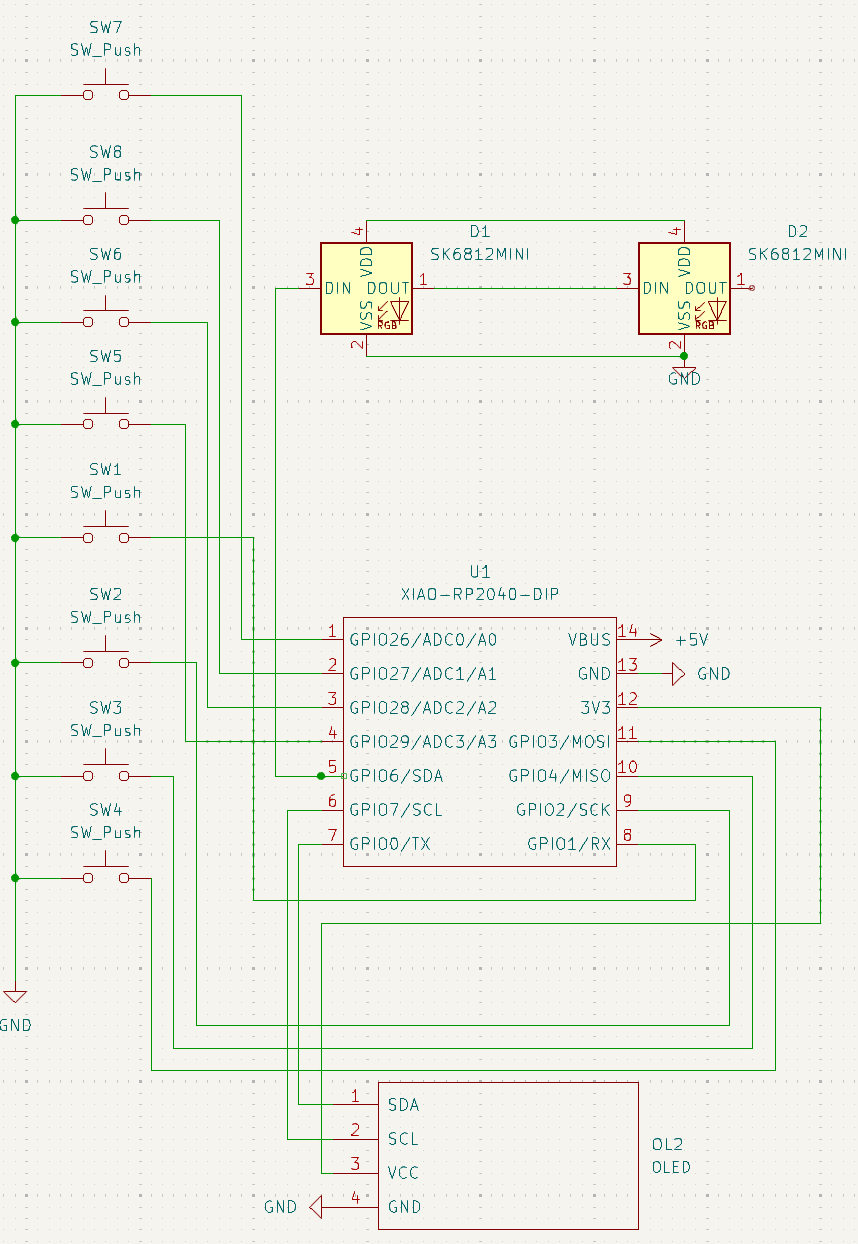 SW7
SW_Push
SW8
SW_Push
SW6
SW_Push
SW5
SW_Push
SW1
SW_Push
SW2
SW_Push
SW3
SW_Push
SW4
SW_Push
GND
D1
SK6812MINI
4
VDD
3
DIN
DOUT
1
VSS
RGB
2
D2
SK6812MINI
4
VDD
3
DIN
DOUT
1
VSS
RGB
2
GND
U1
XIAO-RP2040-DIP
1 GPIO26/ADC0/A0 VBUS 14 +5V
2 GPIO27/ADC1/A1 GND 13 GND
3 GPIO28/ADC2/A2 3V3 12
4 GPIO29/ADC3/A3 GPIO3/MOSI 11
5 GPIO6/SDA GPIO4/MISO 10
6 GPIO7/SCL GPIO2/SCK 9
7 GPIO0/TX GPIO1/RX 8
1 SDA
2 SCL
3 VCC
GND 4 GND
OL2
OLED